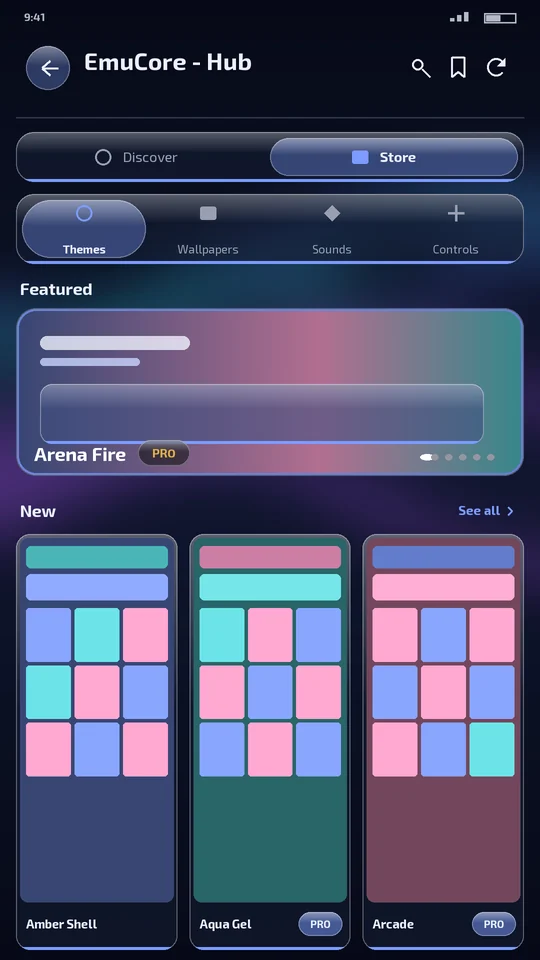 9:41
EmuCore - Hub
Discover
Store
Themes
Wallpapers
Sounds
Controls
Featured
Arena Fire
PRO
New
See all
Amber Shell
Aqua Gel
PRO
Arcade
PRO